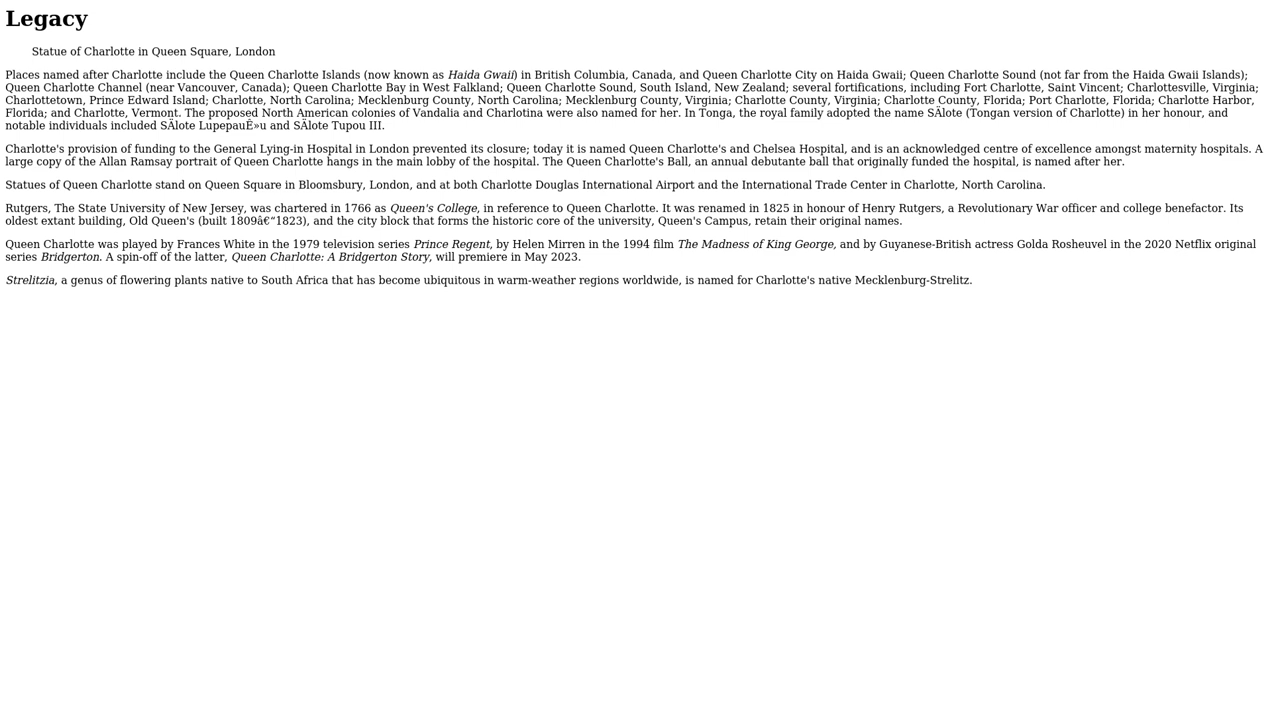 Legacy
Statue of Charlotte in Queen Square, London
Places named after Charlotte include the Queen Charlotte Islands (now known as Haida Gwaii) in British Columbia, Canada, and Queen Charlotte City on Haida Gwaii; Queen Charlotte Sound (not far from the Haida Gwaii Islands);
Queen Charlotte Channel (near Vancouver, Canada); Queen Charlotte Bay in West Falkland; Queen Charlotte Sound, South Island, New Zealand; several fortifications, including Fort Charlotte, Saint Vincent; Charlottesville, Virginia;
Charlottetown, Prince Edward Island; Charlotte, North Carolina; Mecklenburg County, North Carolina; Mecklenburg County, Virginia; Charlotte County, Virginia; Charlotte County, Florida; Port Charlotte, Florida; Charlotte Harbor,
Florida; and Charlotte, Vermont. The proposed North American colonies of Vandalia and Charlotina were also named for her. In Tonga, the royal family adopted the name SÄlote (Tongan version of Charlotte) in her honour, and
notable individuals included SÄlote LupepauÊ»u and SÄlote Tupou III.
Charlotte's provision of funding to the General Lying-in Hospital in London prevented its closure; today it is named Queen Charlotte's and Chelsea Hospital, and is an acknowledged centre of excellence amongst maternity hospitals. A
large copy of the Allan Ramsay portrait of Queen Charlotte hangs in the main lobby of the hospital. The Queen Charlotte's Ball, an annual debutante ball that originally funded the hospital, is named after her.
Statues of Queen Charlotte stand on Queen Square in Bloomsbury, London, and at both Charlotte Douglas International Airport and the International Trade Center in Charlotte, North Carolina.
Rutgers, The State University of New Jersey, was chartered in 1766 as Queen's College, in reference to Queen Charlotte. It was renamed in 1825 in honour of Henry Rutgers, a Revolutionary War officer and college benefactor. Its
oldest extant building, Old Queen's (built 1809â€“1823), and the city block that forms the historic core of the university, Queen's Campus, retain their original names.
Queen Charlotte was played by Frances White in the 1979 television series Prince Regent, by Helen Mirren in the 1994 film The Madness of King George, and by Guyanese-British actress Golda Rosheuvel in the 2020 Netflix original
series Bridgerton. A spin-off of the latter, Queen Charlotte: A Bridgerton Story, will premiere in May 2023.
Strelitzia, a genus of flowering plants native to South Africa that has become ubiquitous in warm-weather regions worldwide, is named for Charlotte's native Mecklenburg-Strelitz.